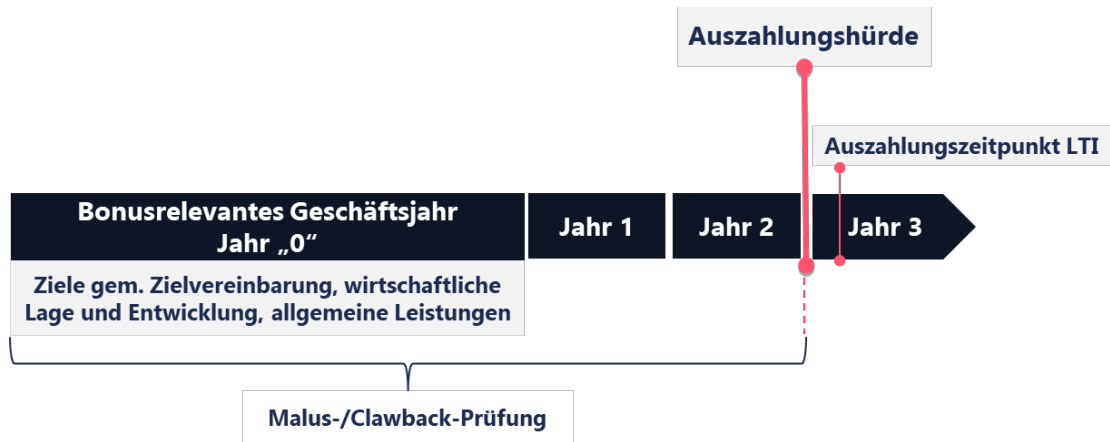 Auszahlungshürde
Auszahlungszeitpunkt LTI
Bonusrelevantes Geschäftsjahr
Jahr „0“
Jahr 1
Jahr 2
Jahr 3
Ziele gem. Zielvereinbarung, wirtschaftliche
Lage und Entwicklung, allgemeine Leistungen
Malus-/Clawback-Prüfung